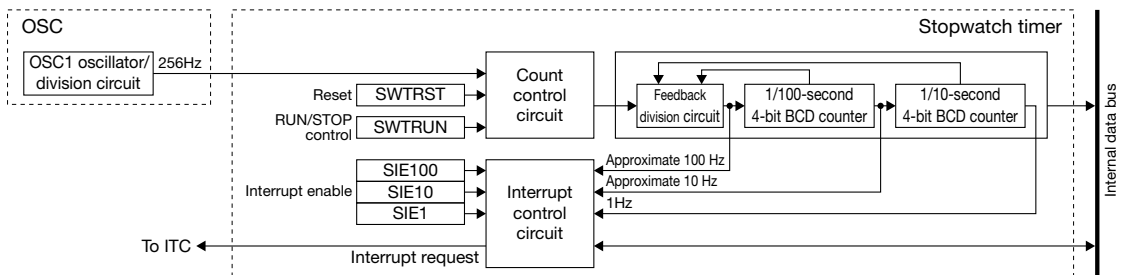 OSC
Stopwatch timer
OSC1 oscillator/
division circuit
256Hz
Reset
SWTRST
RUN/STOP
control
SWTRUN
Count
control
circuit
Feedback
division circuit
1/100-second
4-bit BCD counter
1/10-second
4-bit BCD counter
Internal data bus
Interrupt enable
SIE100
SIE10
SIE1
Interrupt
control
circuit
Approximate 100 Hz
Approximate 10 Hz
1Hz
To ITC
Interrupt request